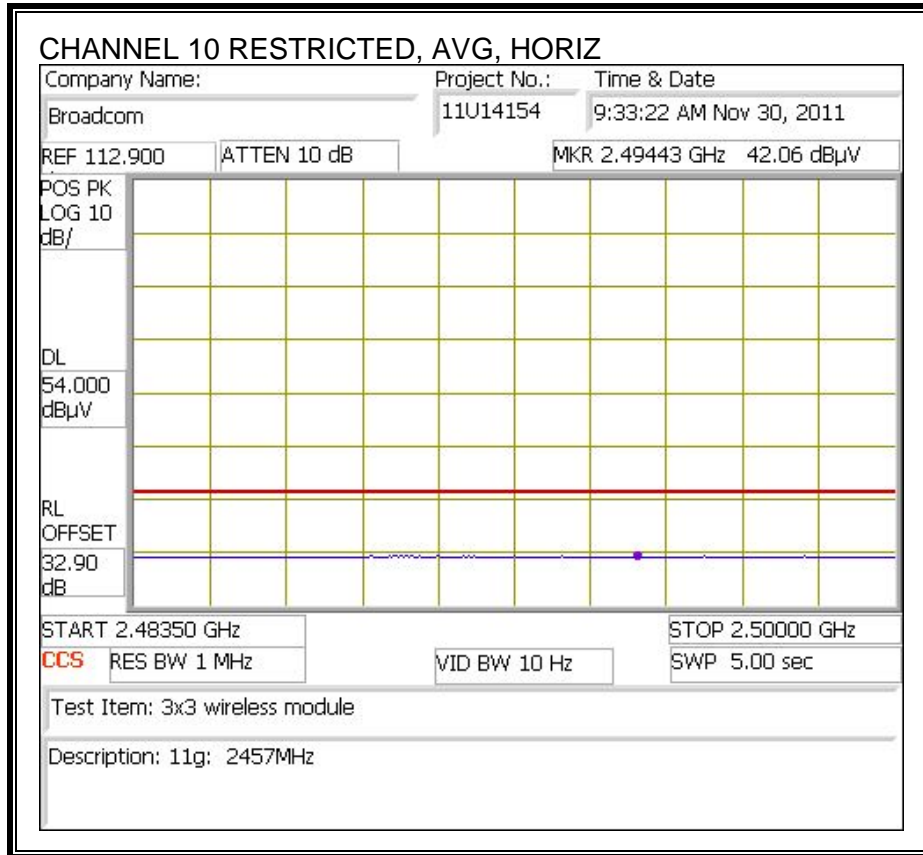 CHANNEL 10 RESTRICTED, AVG, HORIZ
Company Name: Project No.: Time & Date
Broadcom 11U14154 9:33:22 AM Nov 30, 2011
REF 112.900 ATTEN 10 dB MKR 2.49443 GHz 42.06 dBµV
POS PK
LOG 10
dB/
DL
54.000
dBµV
RL
OFFSET
32.90
dB
START 2.48350 GHz STOP 2.50000 GHz
CCS RES BW 1 MHz VID BW 10 Hz SWP 5.00 sec
Test Item: 3x3 wireless module
Description: 11g: 2457MHz